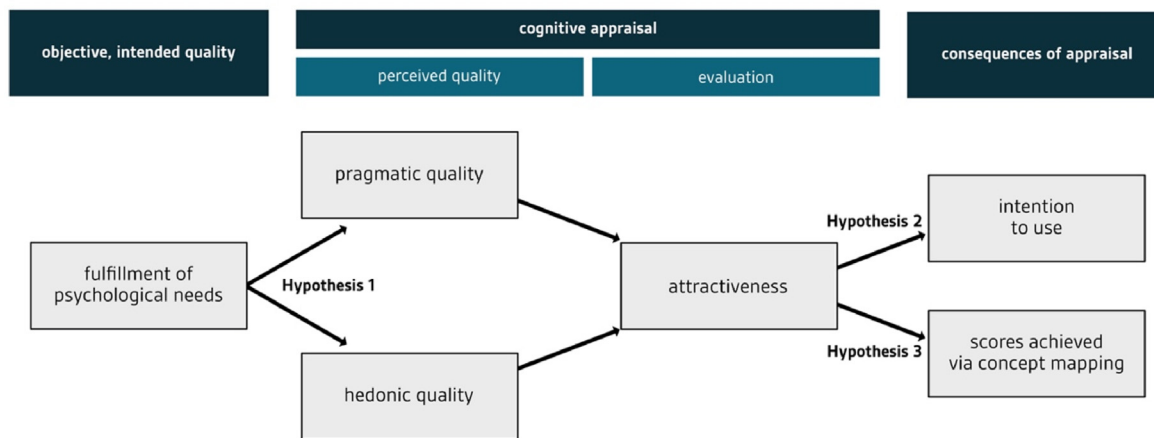 objective, intended quality
cognitive appraisal
perceived quality
evaluation
consequences of appraisal
fulfillment of
psychological needs
Hypothesis 1
pragmatic quality
hedonic quality
attractiveness
Hypothesis 2
Hypothesis 3
intention
to use
scores achieved
via concept mapping